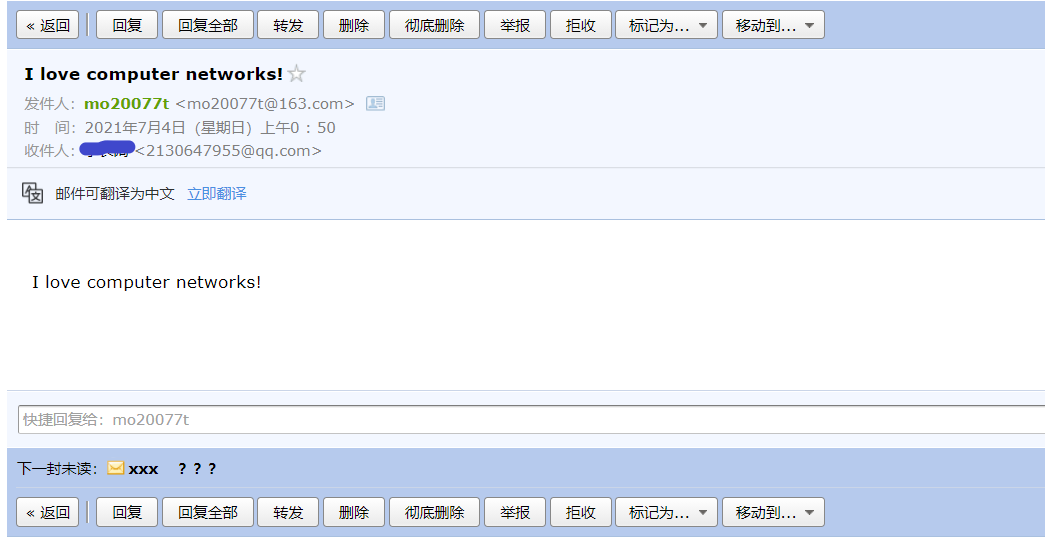 « 返回 回复 回复全部 转发 删除 彻底删除 举报 拒收 标记为... 移动到...
I love computer networks!
发件人：mo20077t <mo20077t@163.com>
时 间：2021年7月4日（星期日）上午0：50
收件人： <2130647955@qq.com>
邮件可翻译为中文 立即翻译
I love computer networks!
快捷回复给：mo20077t
下一封未读： xxx ？？？
« 返回 回复 回复全部 转发 删除 彻底删除 举报 拒收 标记为... 移动到...